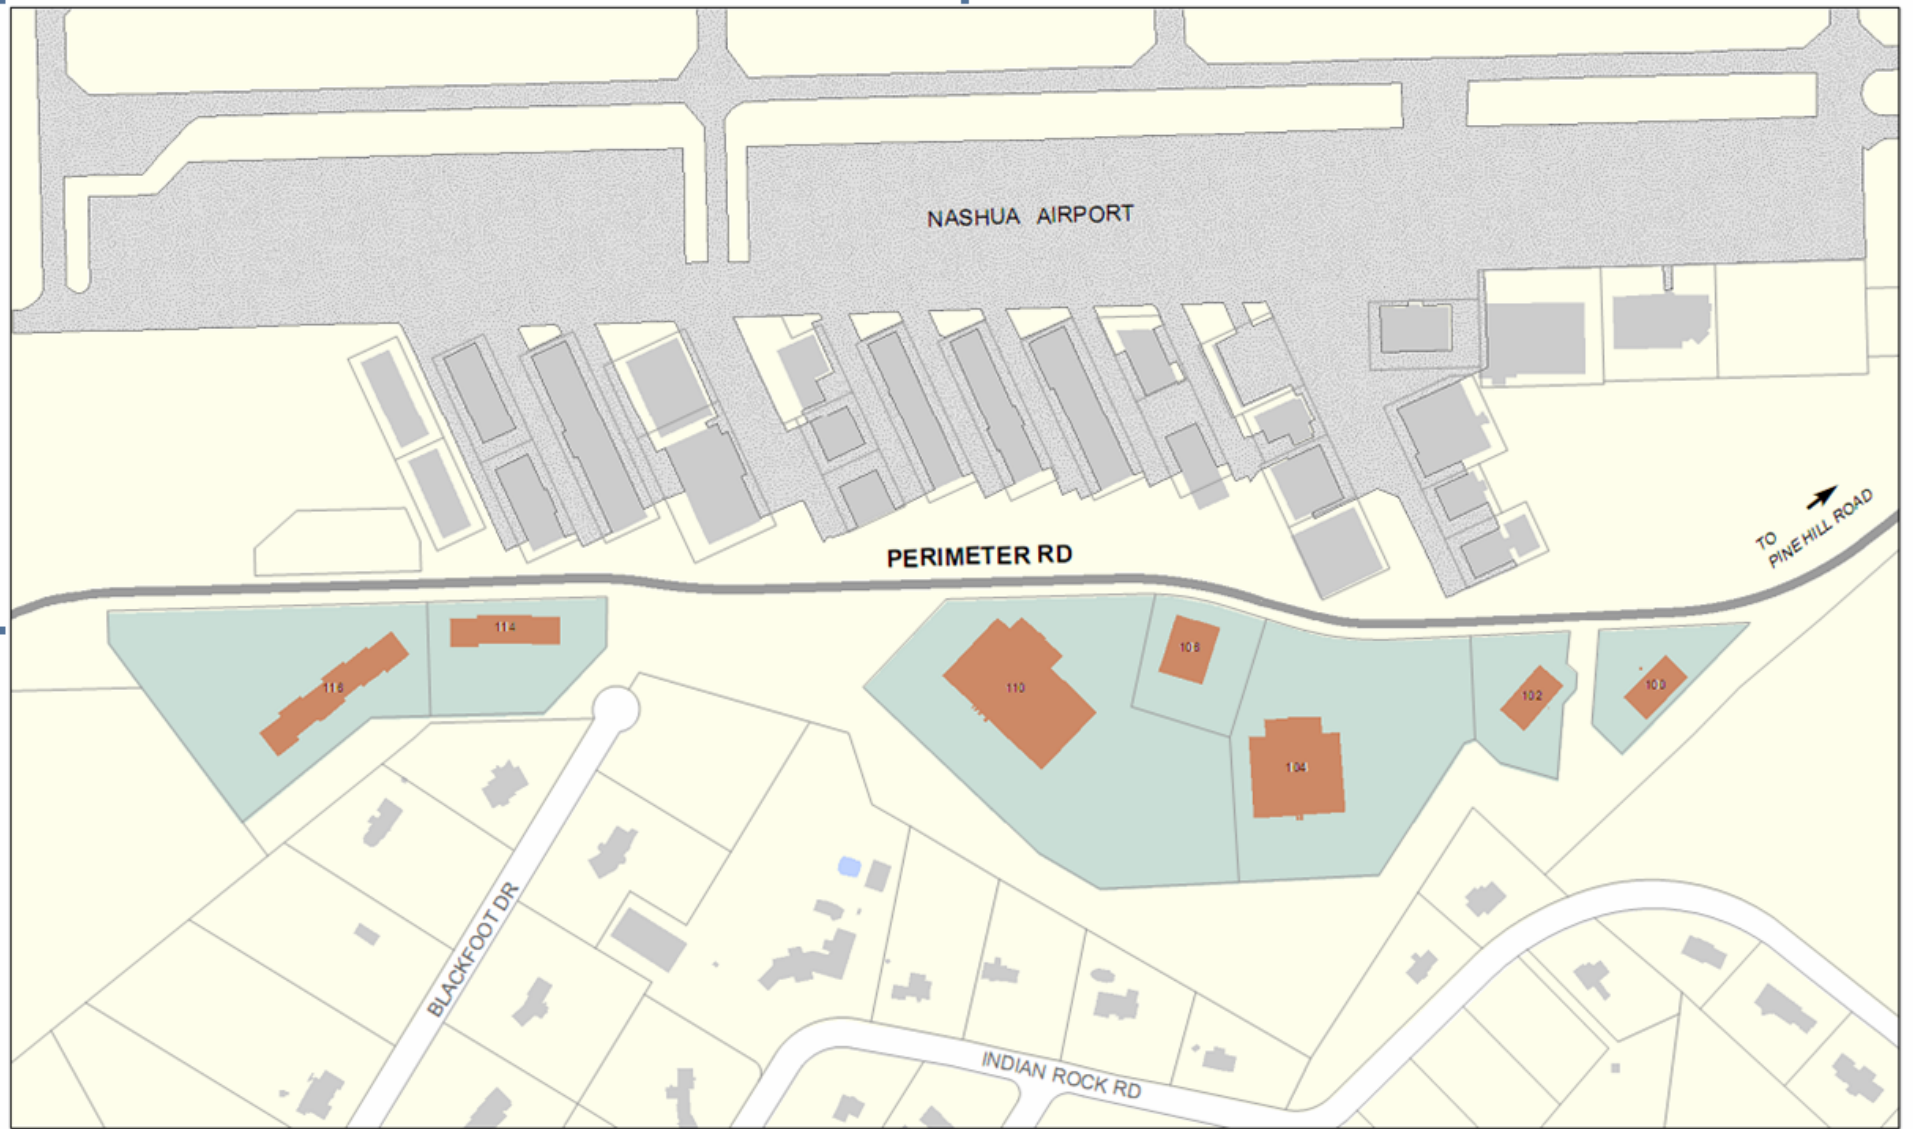 NASHUA AIRPORT
PERIMETER RD
TO
PINE HILL ROAD
114
116
110
106
104
102
100
BLACKFOOT DR
INDIAN ROCK RD